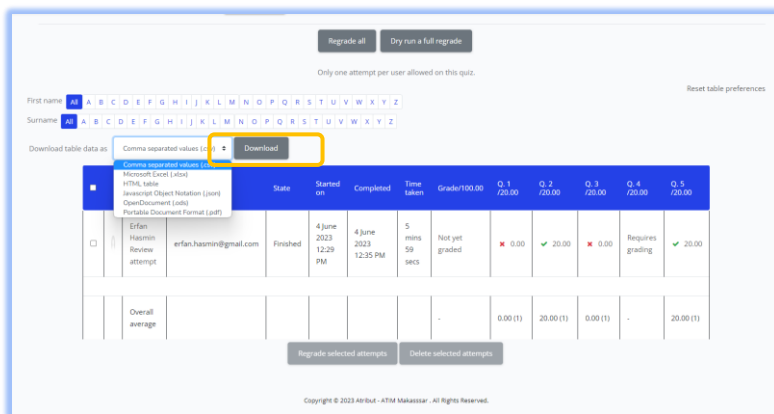 Regrade all Dry run a full regrade
Only one attempt per user allowed on this quiz.
Reset table preferences
First name All A B C D E F G H I J K L M N O P Q R S T U V W X Y Z
Surname All A B C D E F G H I J K L M N O P Q R S T U V W X Y Z
Download table data as Comma separated values (.csv) Download
Comma separated values (.csv)
Microsoft Excel (.xlsx)
HTML table
Javascript Object Notation (.json)
OpenDocument (.ods)
Portable Document Format (.pdf)
State Started on Completed Time taken Grade/100.00 Q. 1 /20.00 Q. 2 /20.00 Q. 3 /20.00 Q. 4 /20.00 Q. 5 /20.00
Erfan Hasmin Review attempt erfan.hasmin@gmail.com Finished 4 June 2023 12:29 PM 4 June 2023 12:35 PM 5 mins 59 secs Not yet graded 0.00 20.00 0.00 Requires grading 20.00
Overall average - 0.00 (1) 20.00 (1) 0.00 (1) - 20.00 (1)
Regrade selected attempts Delete selected attempts
Copyright © 2023 Atribut - ATIM Makasssar . All Rights Reserved.